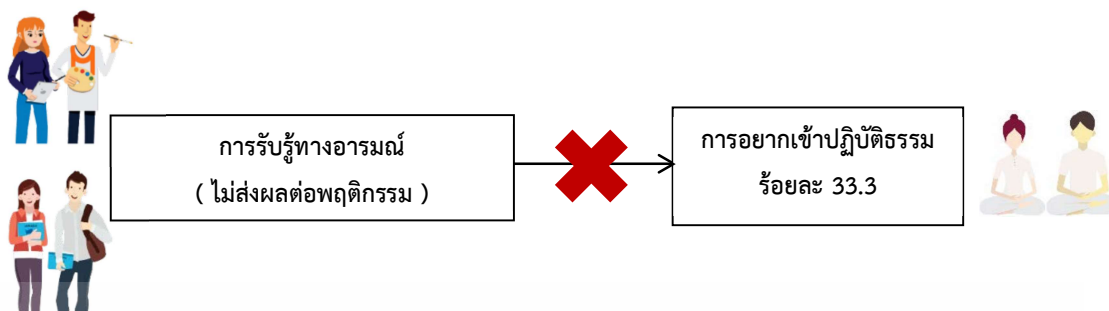 การรับรู้ทางอารมณ์
( ไม่ส่งผลต่อพฤติกรรม )
การอยากเข้าปฏิบัติธรรม
ร้อยละ 33.3